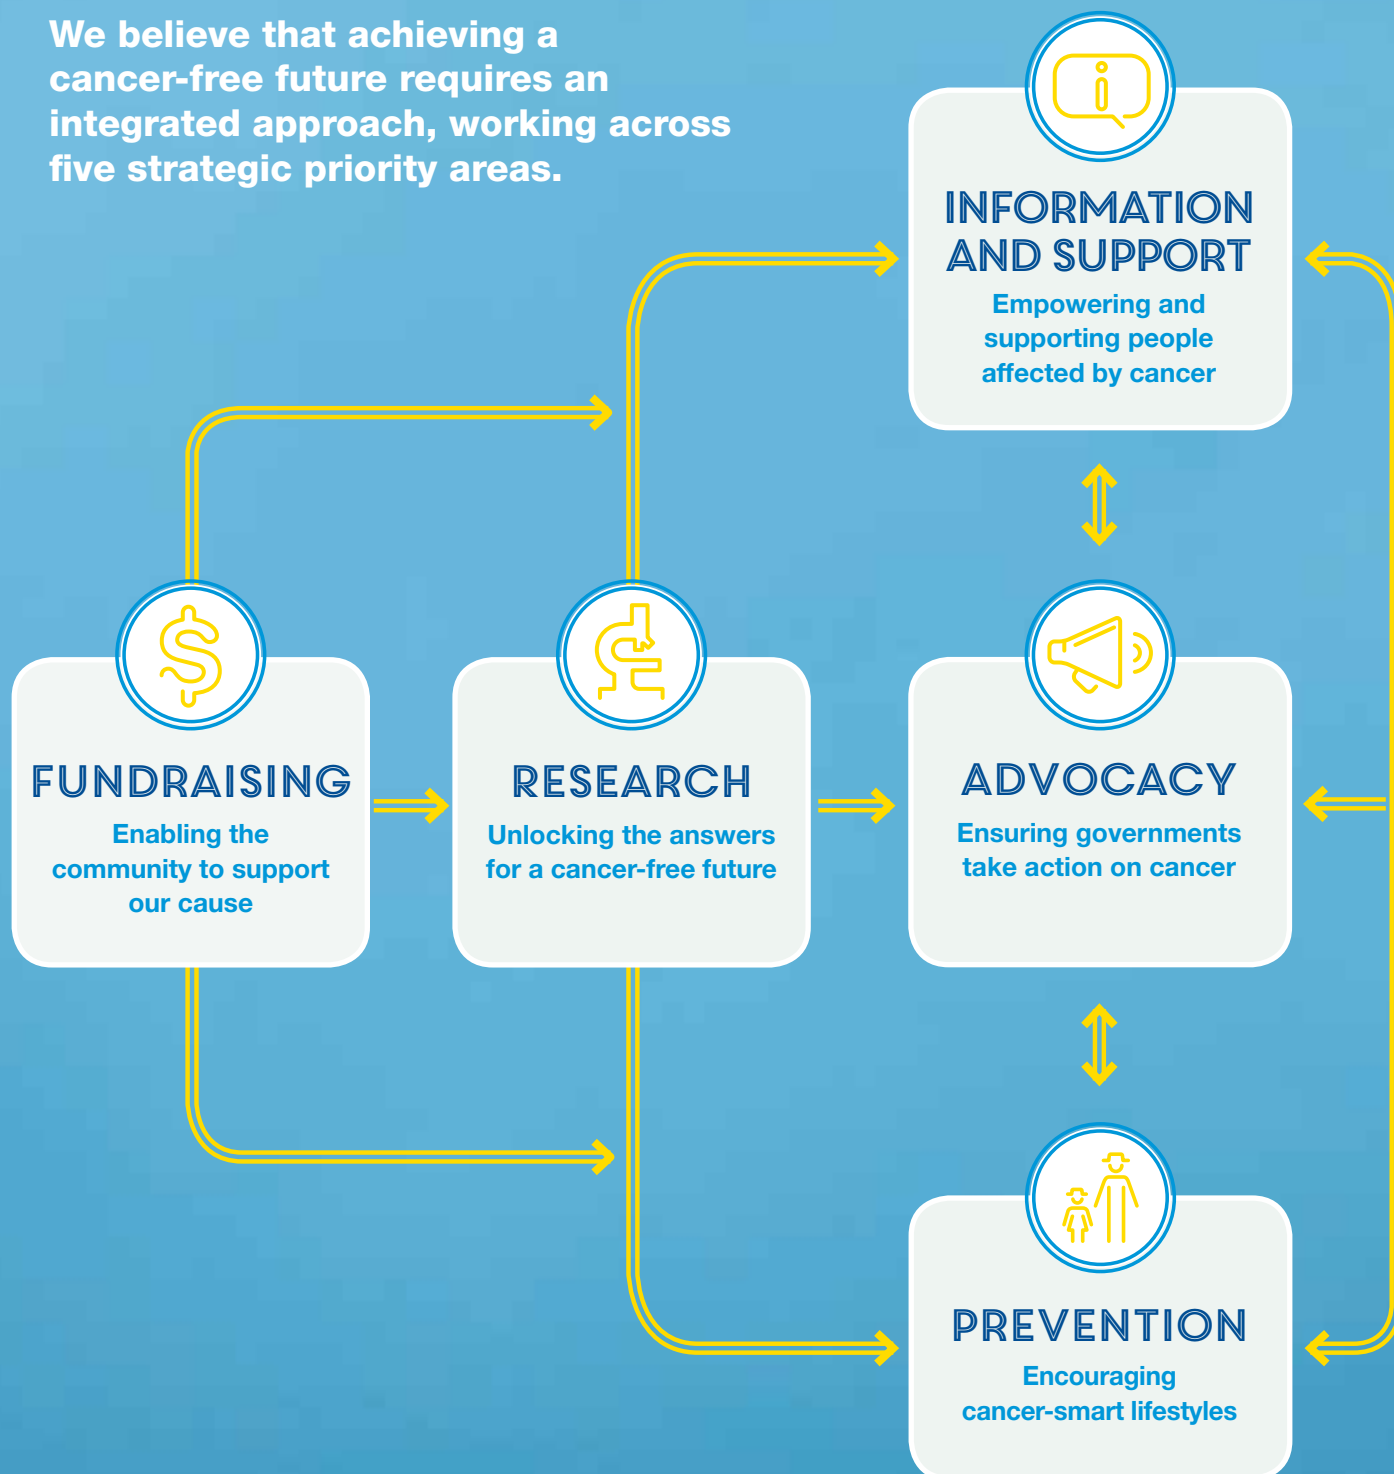 We believe that achieving a
cancer-free future requires an
integrated approach, working across
five strategic priority areas.
INFORMATION
AND SUPPORT
Empowering and
supporting people
affected by cancer
FUNDRAISING
Enabling the
community to support
our cause
RESEARCH
Unlocking the answers
for a cancer-free future
ADVOCACY
Ensuring governments
take action on cancer
PREVENTION
Encouraging
cancer-smart lifestyles